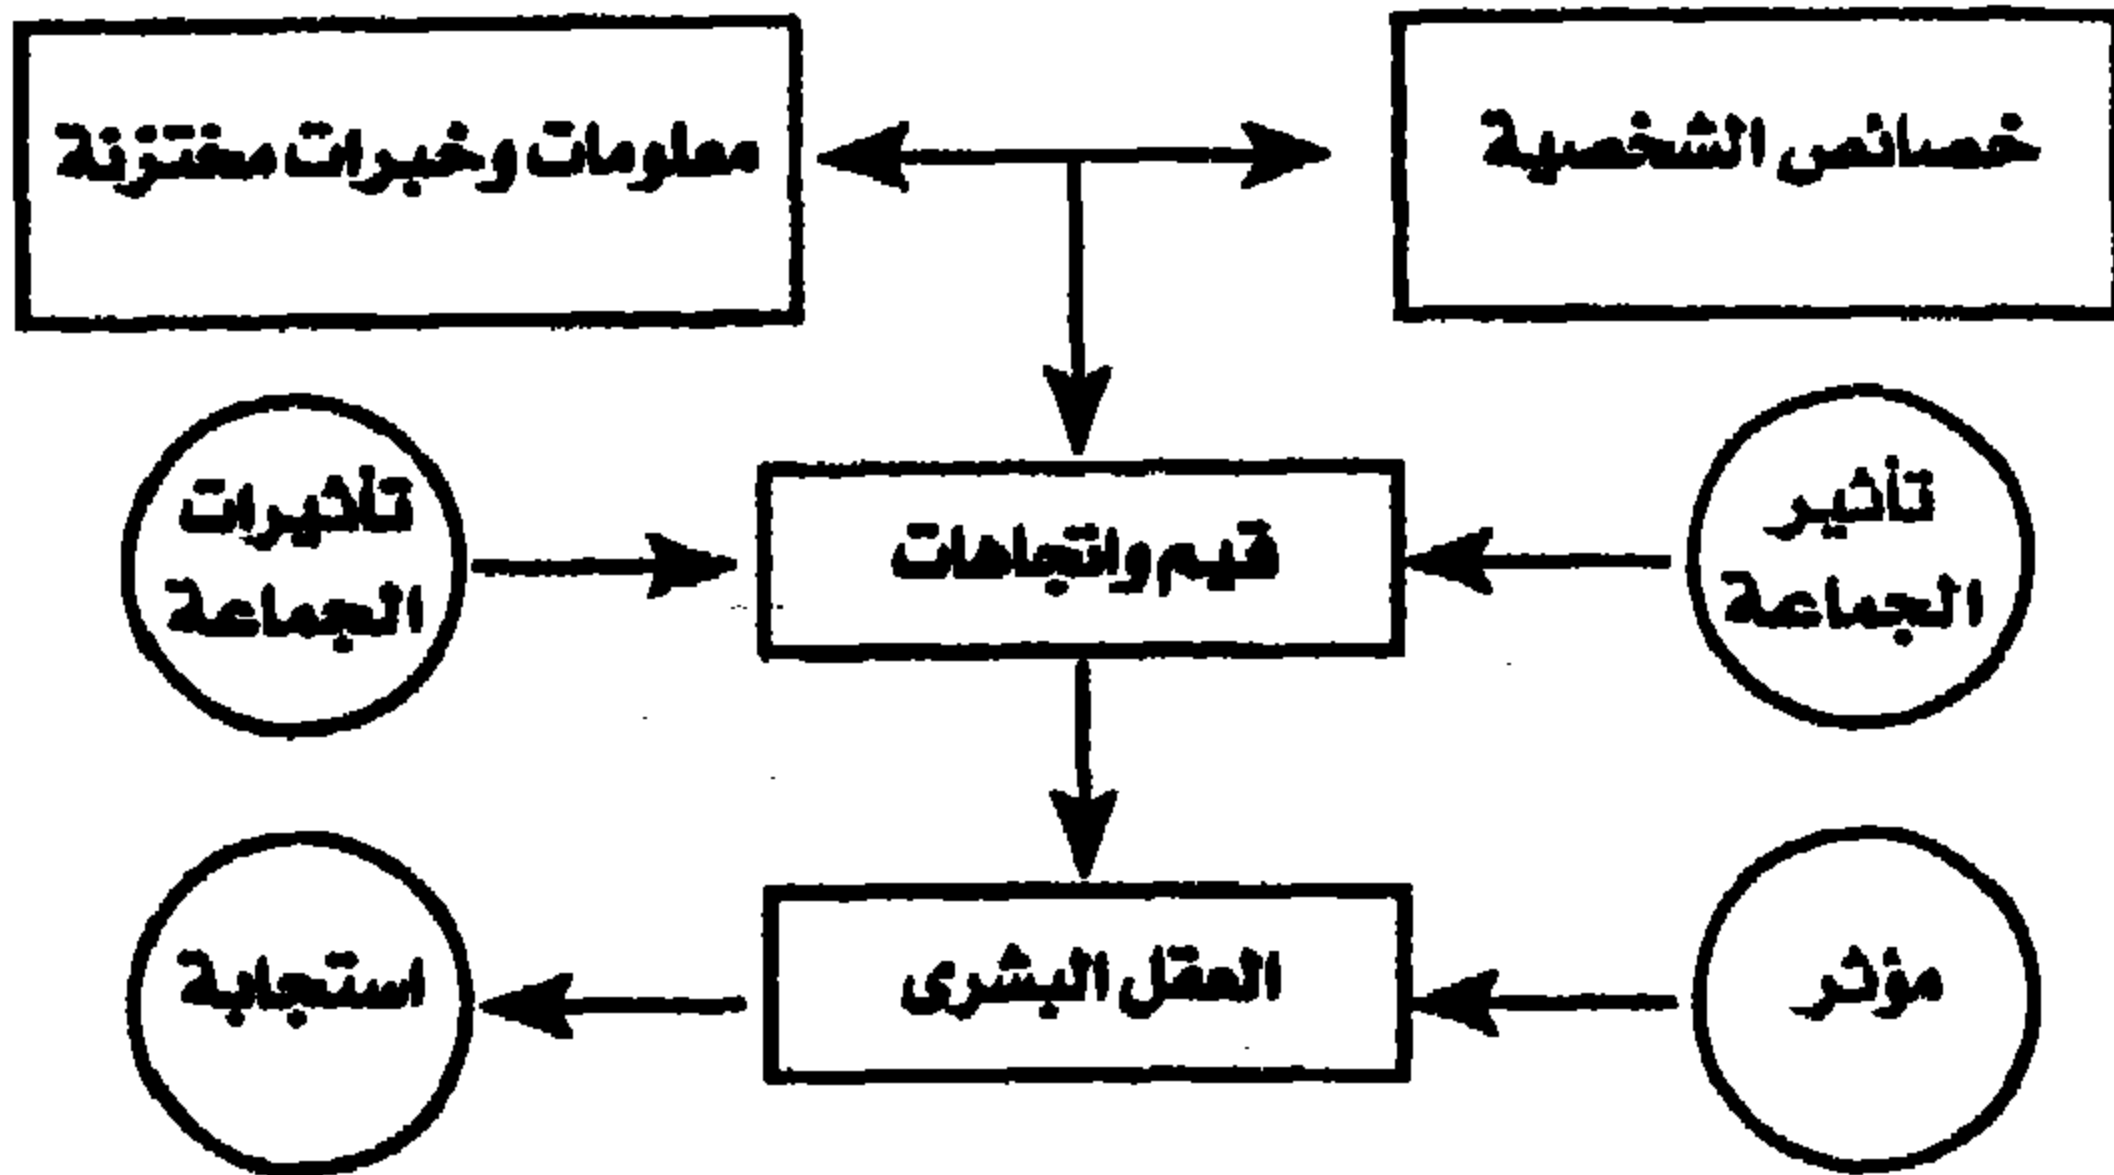 خصائص الشخصية
معلومات وخبرات مختزنة
تأثير
الجماعة
قيم واتجاهات
تأثيرات
الجماعة
مؤثر
العقل البشرى
استجابة